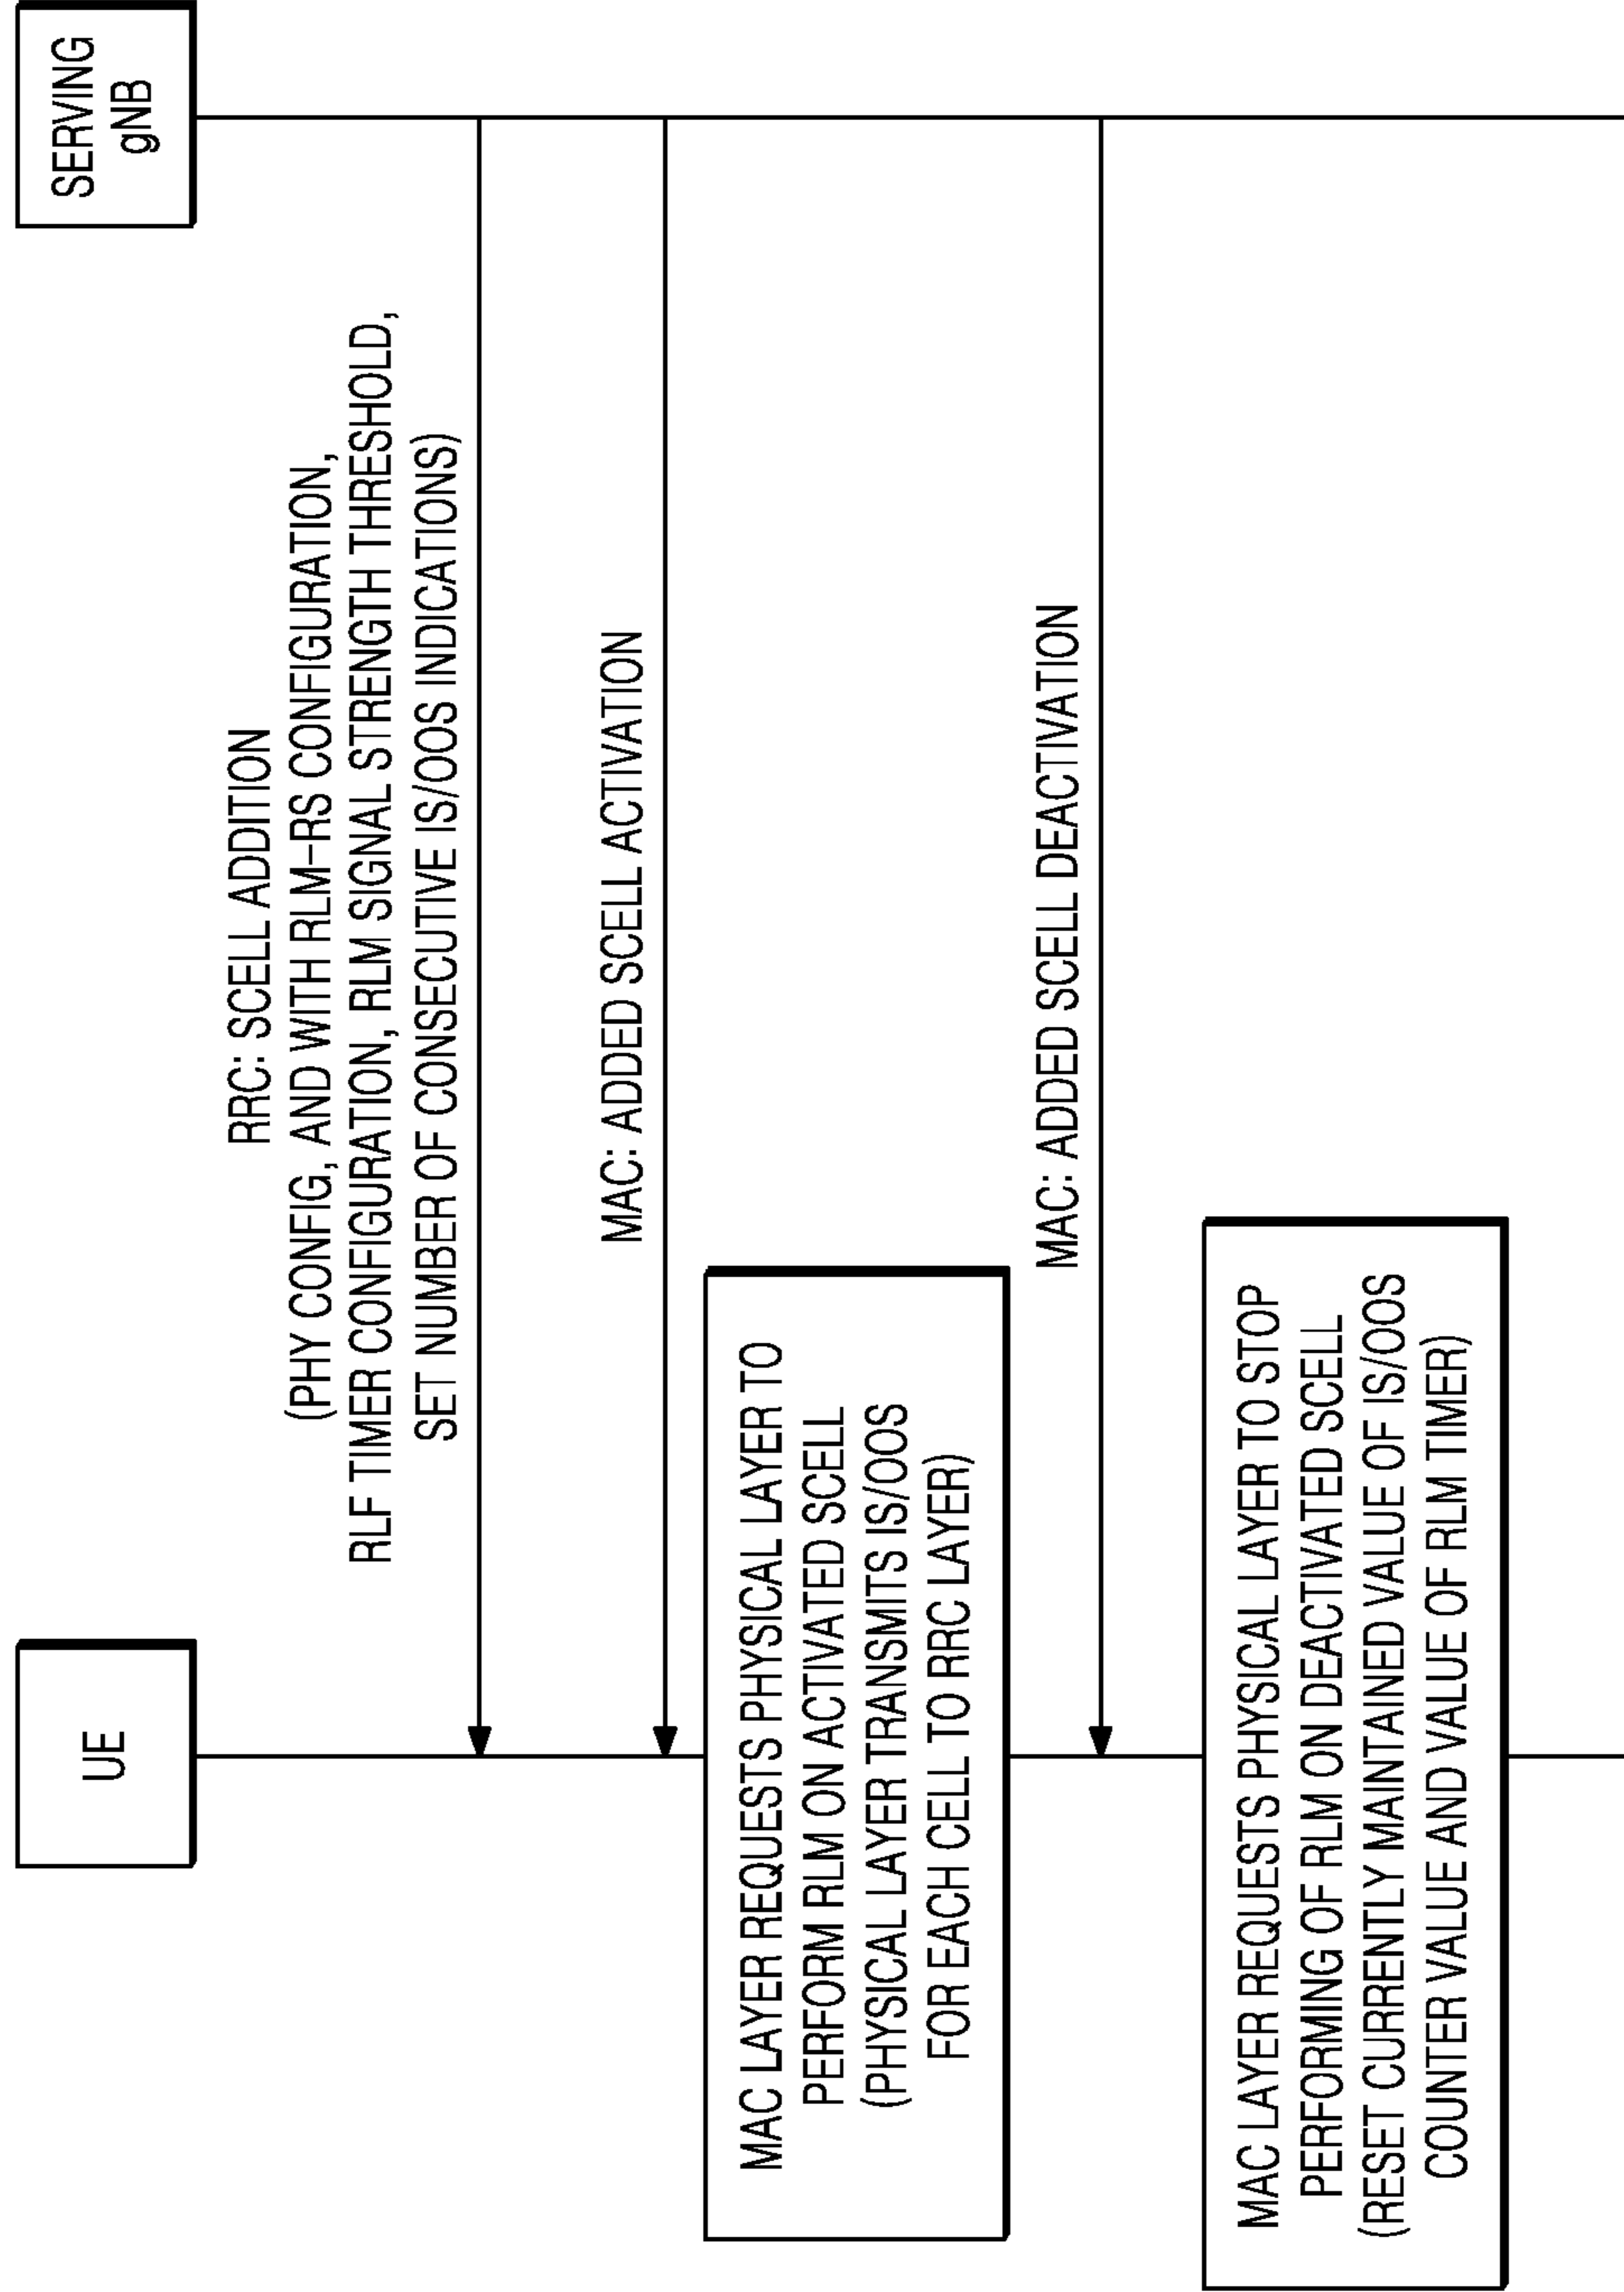 UE
SERVING
gNB
RRC: SCELL ADDITION
(PHY CONFIG, AND WITH RLM-RS CONFIGURATION,
RLF TIMER CONFIGURATION, RLM SIGNAL STRENGTH THRESHOLD,
SET NUMBER OF CONSECUTIVE IS/OOS INDICATIONS)
MAC: ADDED SCELL ACTIVATION
MAC LAYER REQUESTS PHYSICAL LAYER TO
PERFORM RLM ON ACTIVATED SCELL
(PHYSICAL LAYER TRANSMITS IS/OOS
FOR EACH CELL TO RRC LAYER)
MAC: ADDED SCELL DEACTIVATION
MAC LAYER REQUESTS PHYSICAL LAYER TO STOP
PERFORMING OF RLM ON DEACTIVATED SCELL
(RESET CURRENTLY MAINTAINED VALUE OF IS/OOS
COUNTER VALUE AND VALUE OF RLM TIMER)